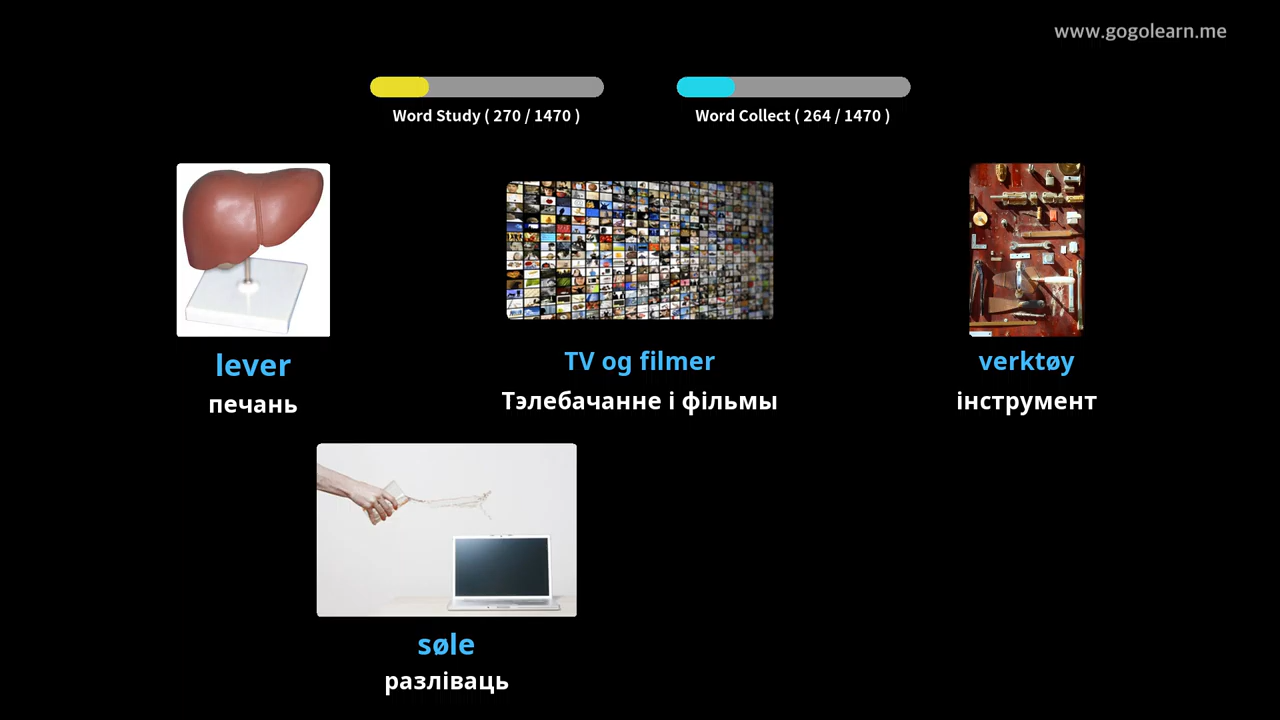 www.gogolearn.me
Word Study ( 270 / 1470 )
Word Collect ( 264 / 1470 )
lever
печань
TV og filmer
Тэлебачанне і фільмы
verktøy
інструмент
søle
разліваць